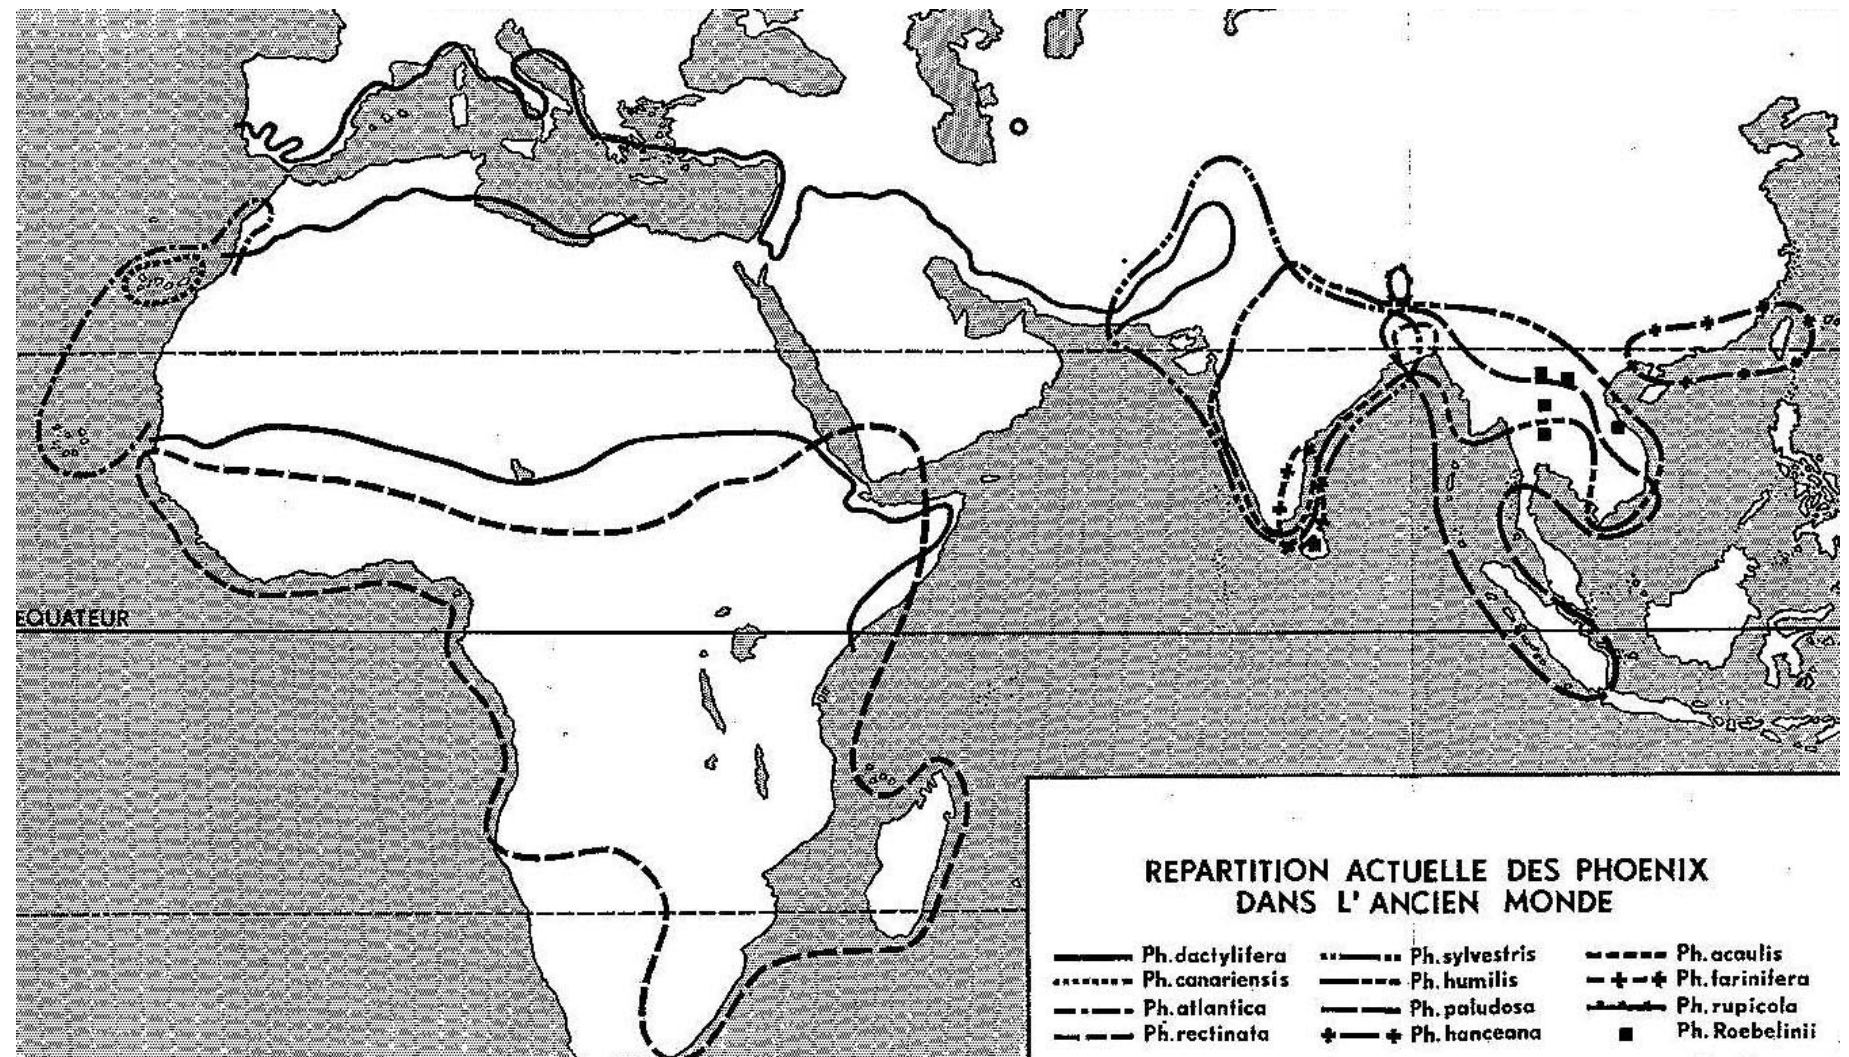 EQUATEUR
REPARTITION ACTUELLE DES PHOENIX
DANS L'ANCIEN MONDE
Ph.dactylifera
Ph.canariensis
Ph.atlantica
Ph.rectinata
Ph.sylvestris
Ph.humilis
Ph.paludosa
Ph.hanceana
Ph.acaulis
Ph.farinifera
Ph.rupicola
Ph.Roebelinii